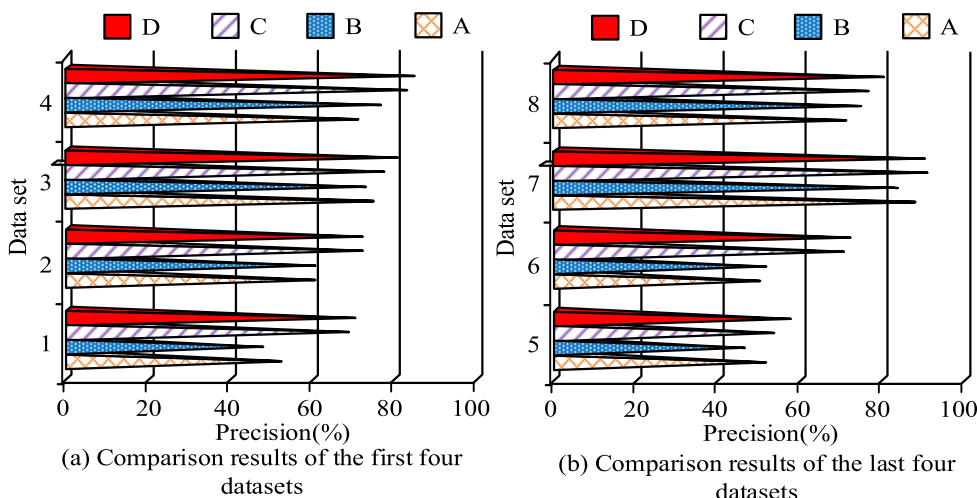 D C B A
4
3
2
1
Data set
0 20 40 60 80 100
Precision(%)
(a) Comparison results of the first four
datasets
D C B A
8
7
6
5
Data set
0 20 40 60 80 100
Precision(%)
(b) Comparison results of the last four
datasets